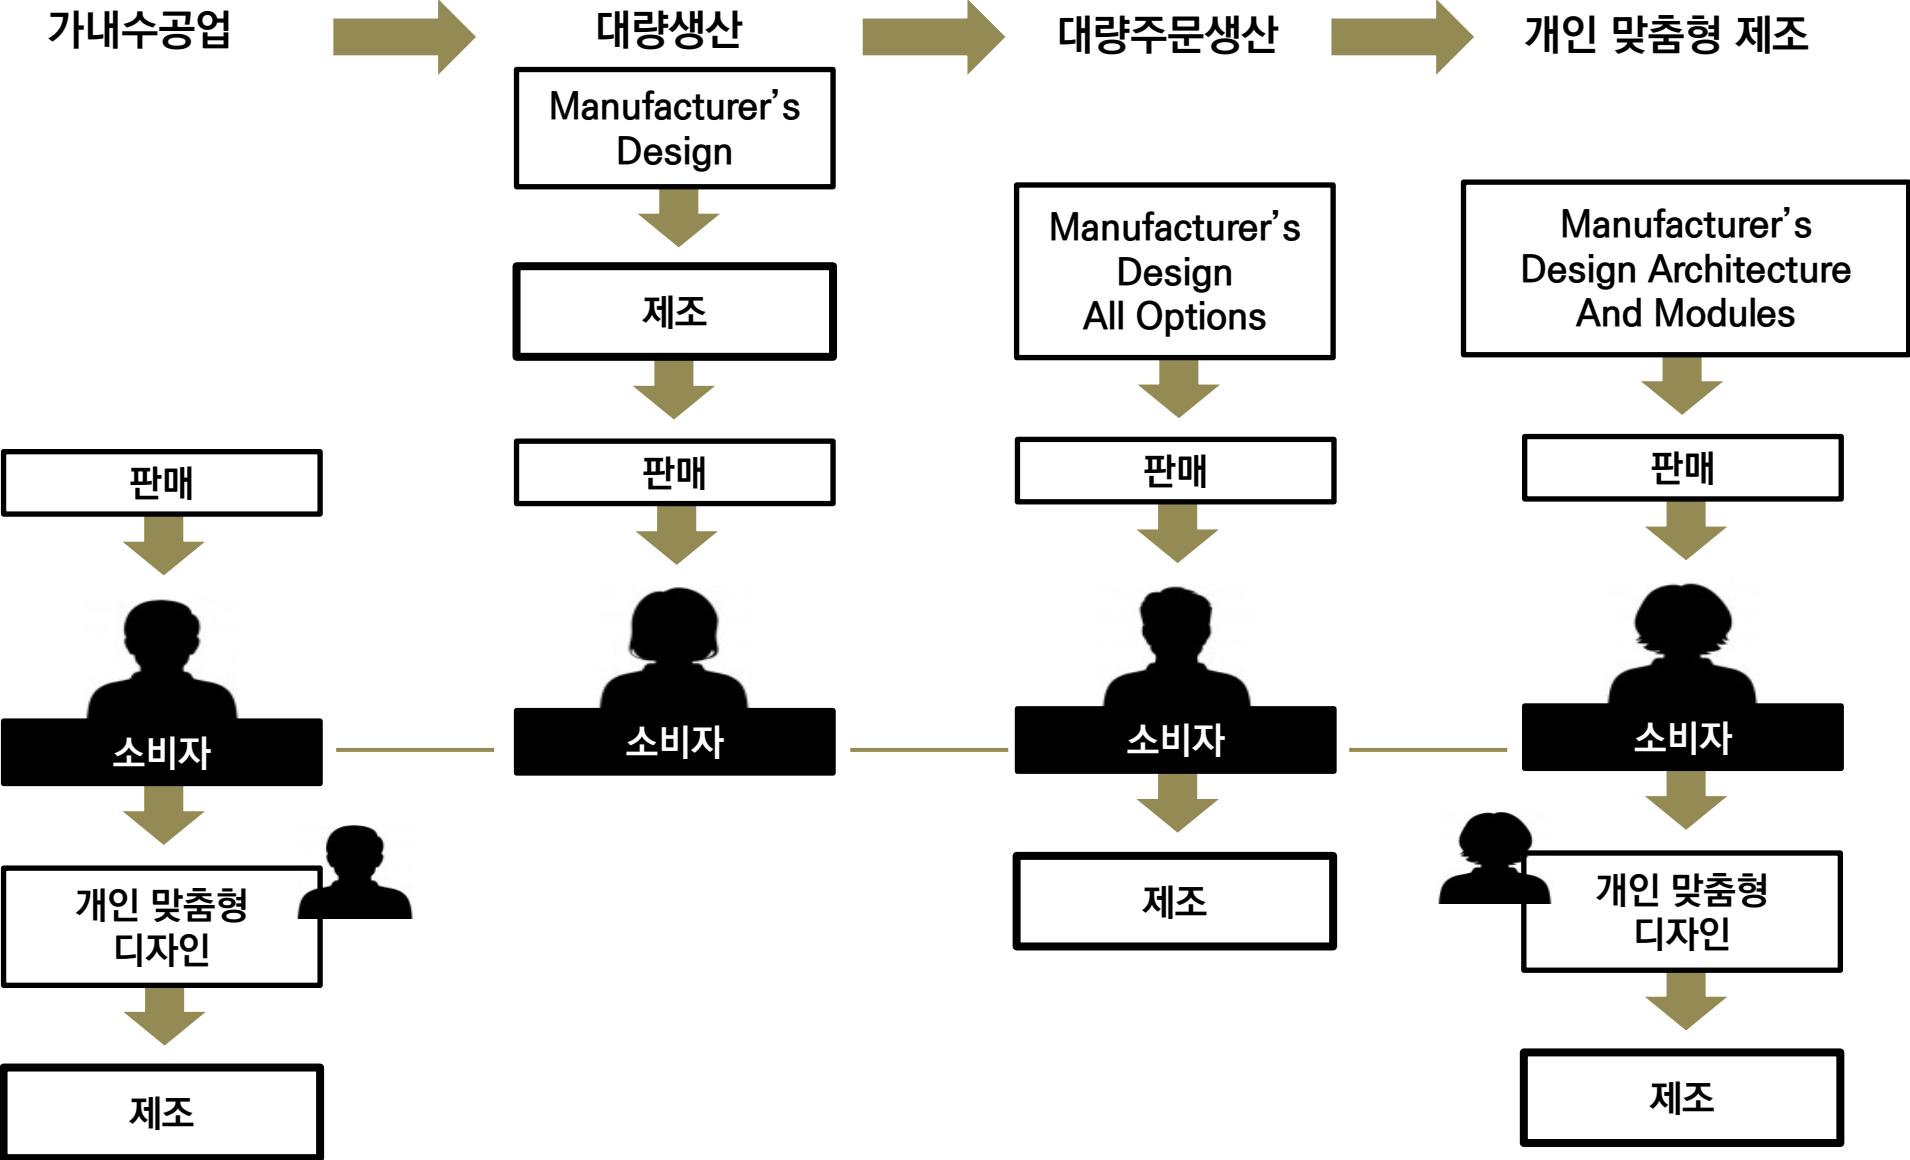 가내수공업
대량생산
대량주문생산
개인 맞춤형 제조
판매
소비자
개인 맞춤형
디자인
제조
Manufacturer’s
Design
제조
판매
소비자
Manufacturer’s
Design
All Options
판매
소비자
제조
Manufacturer’s
Design Architecture
And Modules
판매
소비자
개인 맞춤형
디자인
제조